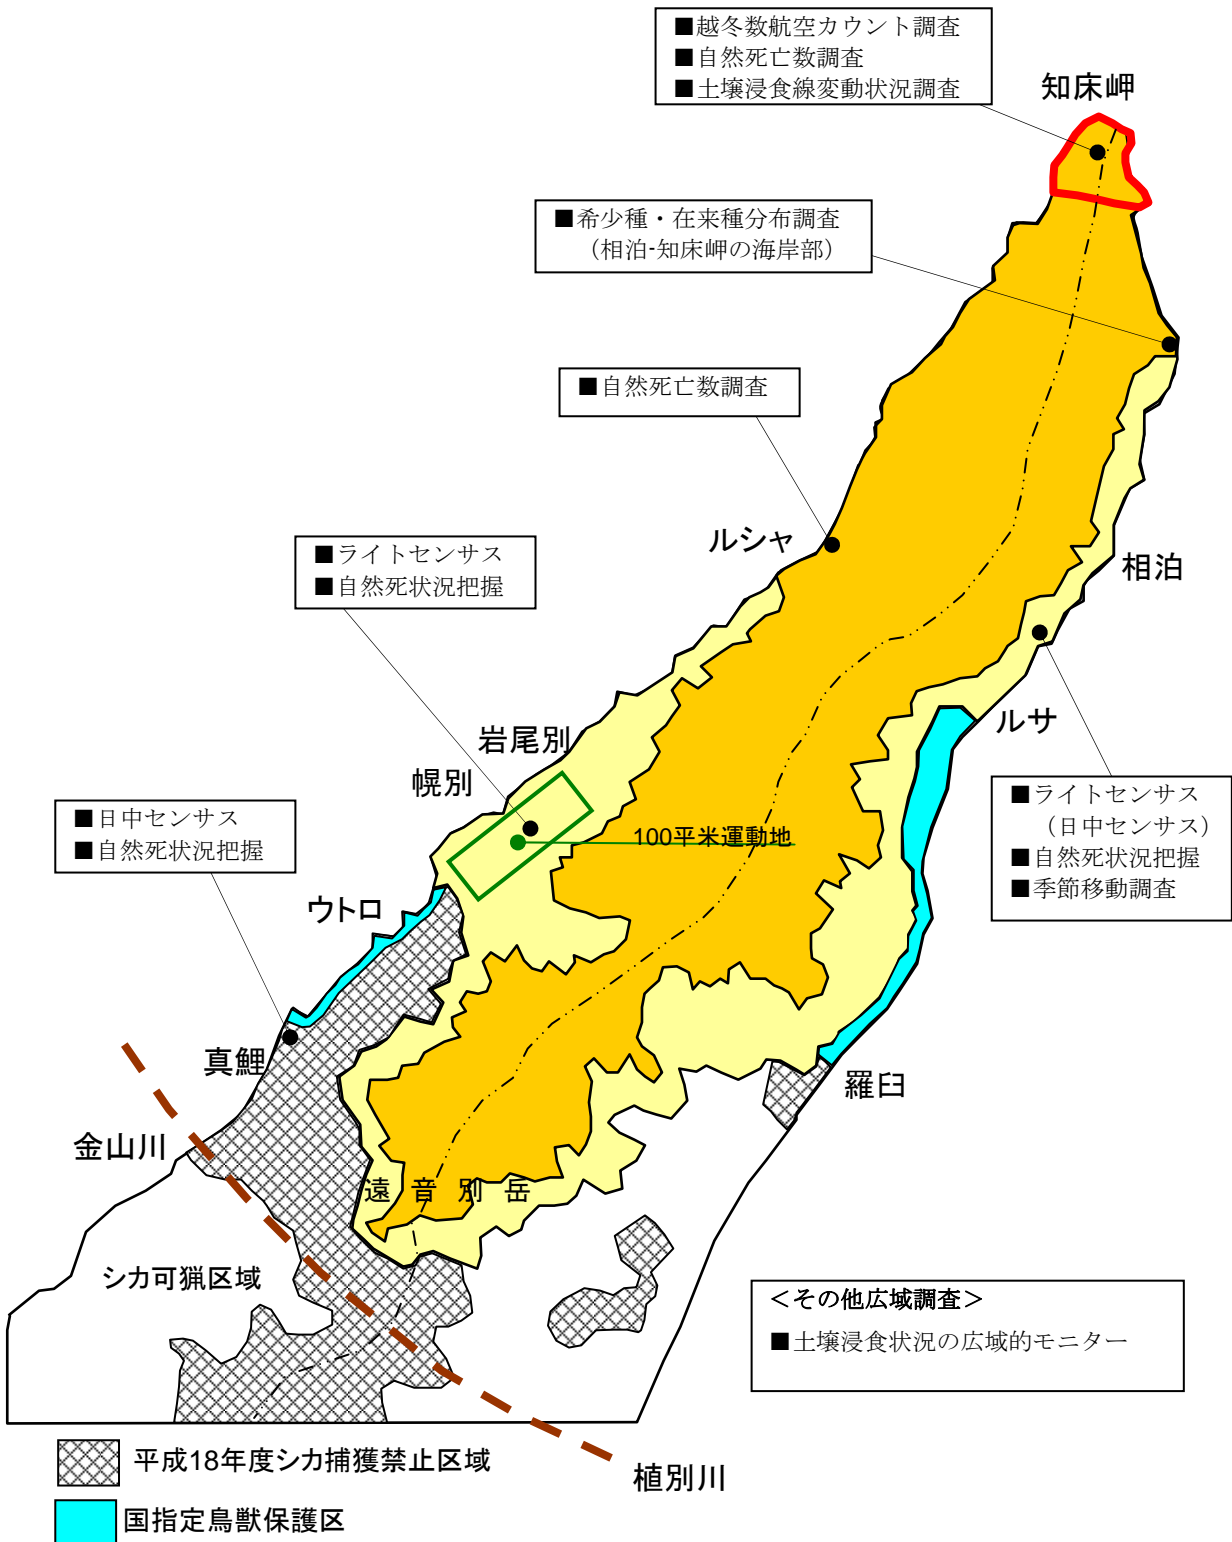 ■越冬数航空カウント調査
■自然死亡数調査
■土壌浸食線変動状況調査
知床岬
■希少種・在来種分布調査
（相泊-知床岬の海岸部）
■自然死亡数調査
ルシャ
■ライトセンサス
■自然死状況把握
相泊
ルサ
岩尾別
幌別
■ライトセンサス
（日中センサス）
■自然死状況把握
■季節移動調査
■日中センサス
■自然死状況把握
100平米運動地
ウトロ
真鯉
羅臼
金山川
遠音別岳
シカ可猟区域
＜その他広域調査＞
■土壌浸食状況の広域的モニター
平成18年度シカ捕獲禁止区域
植別川
国指定鳥獣保護区